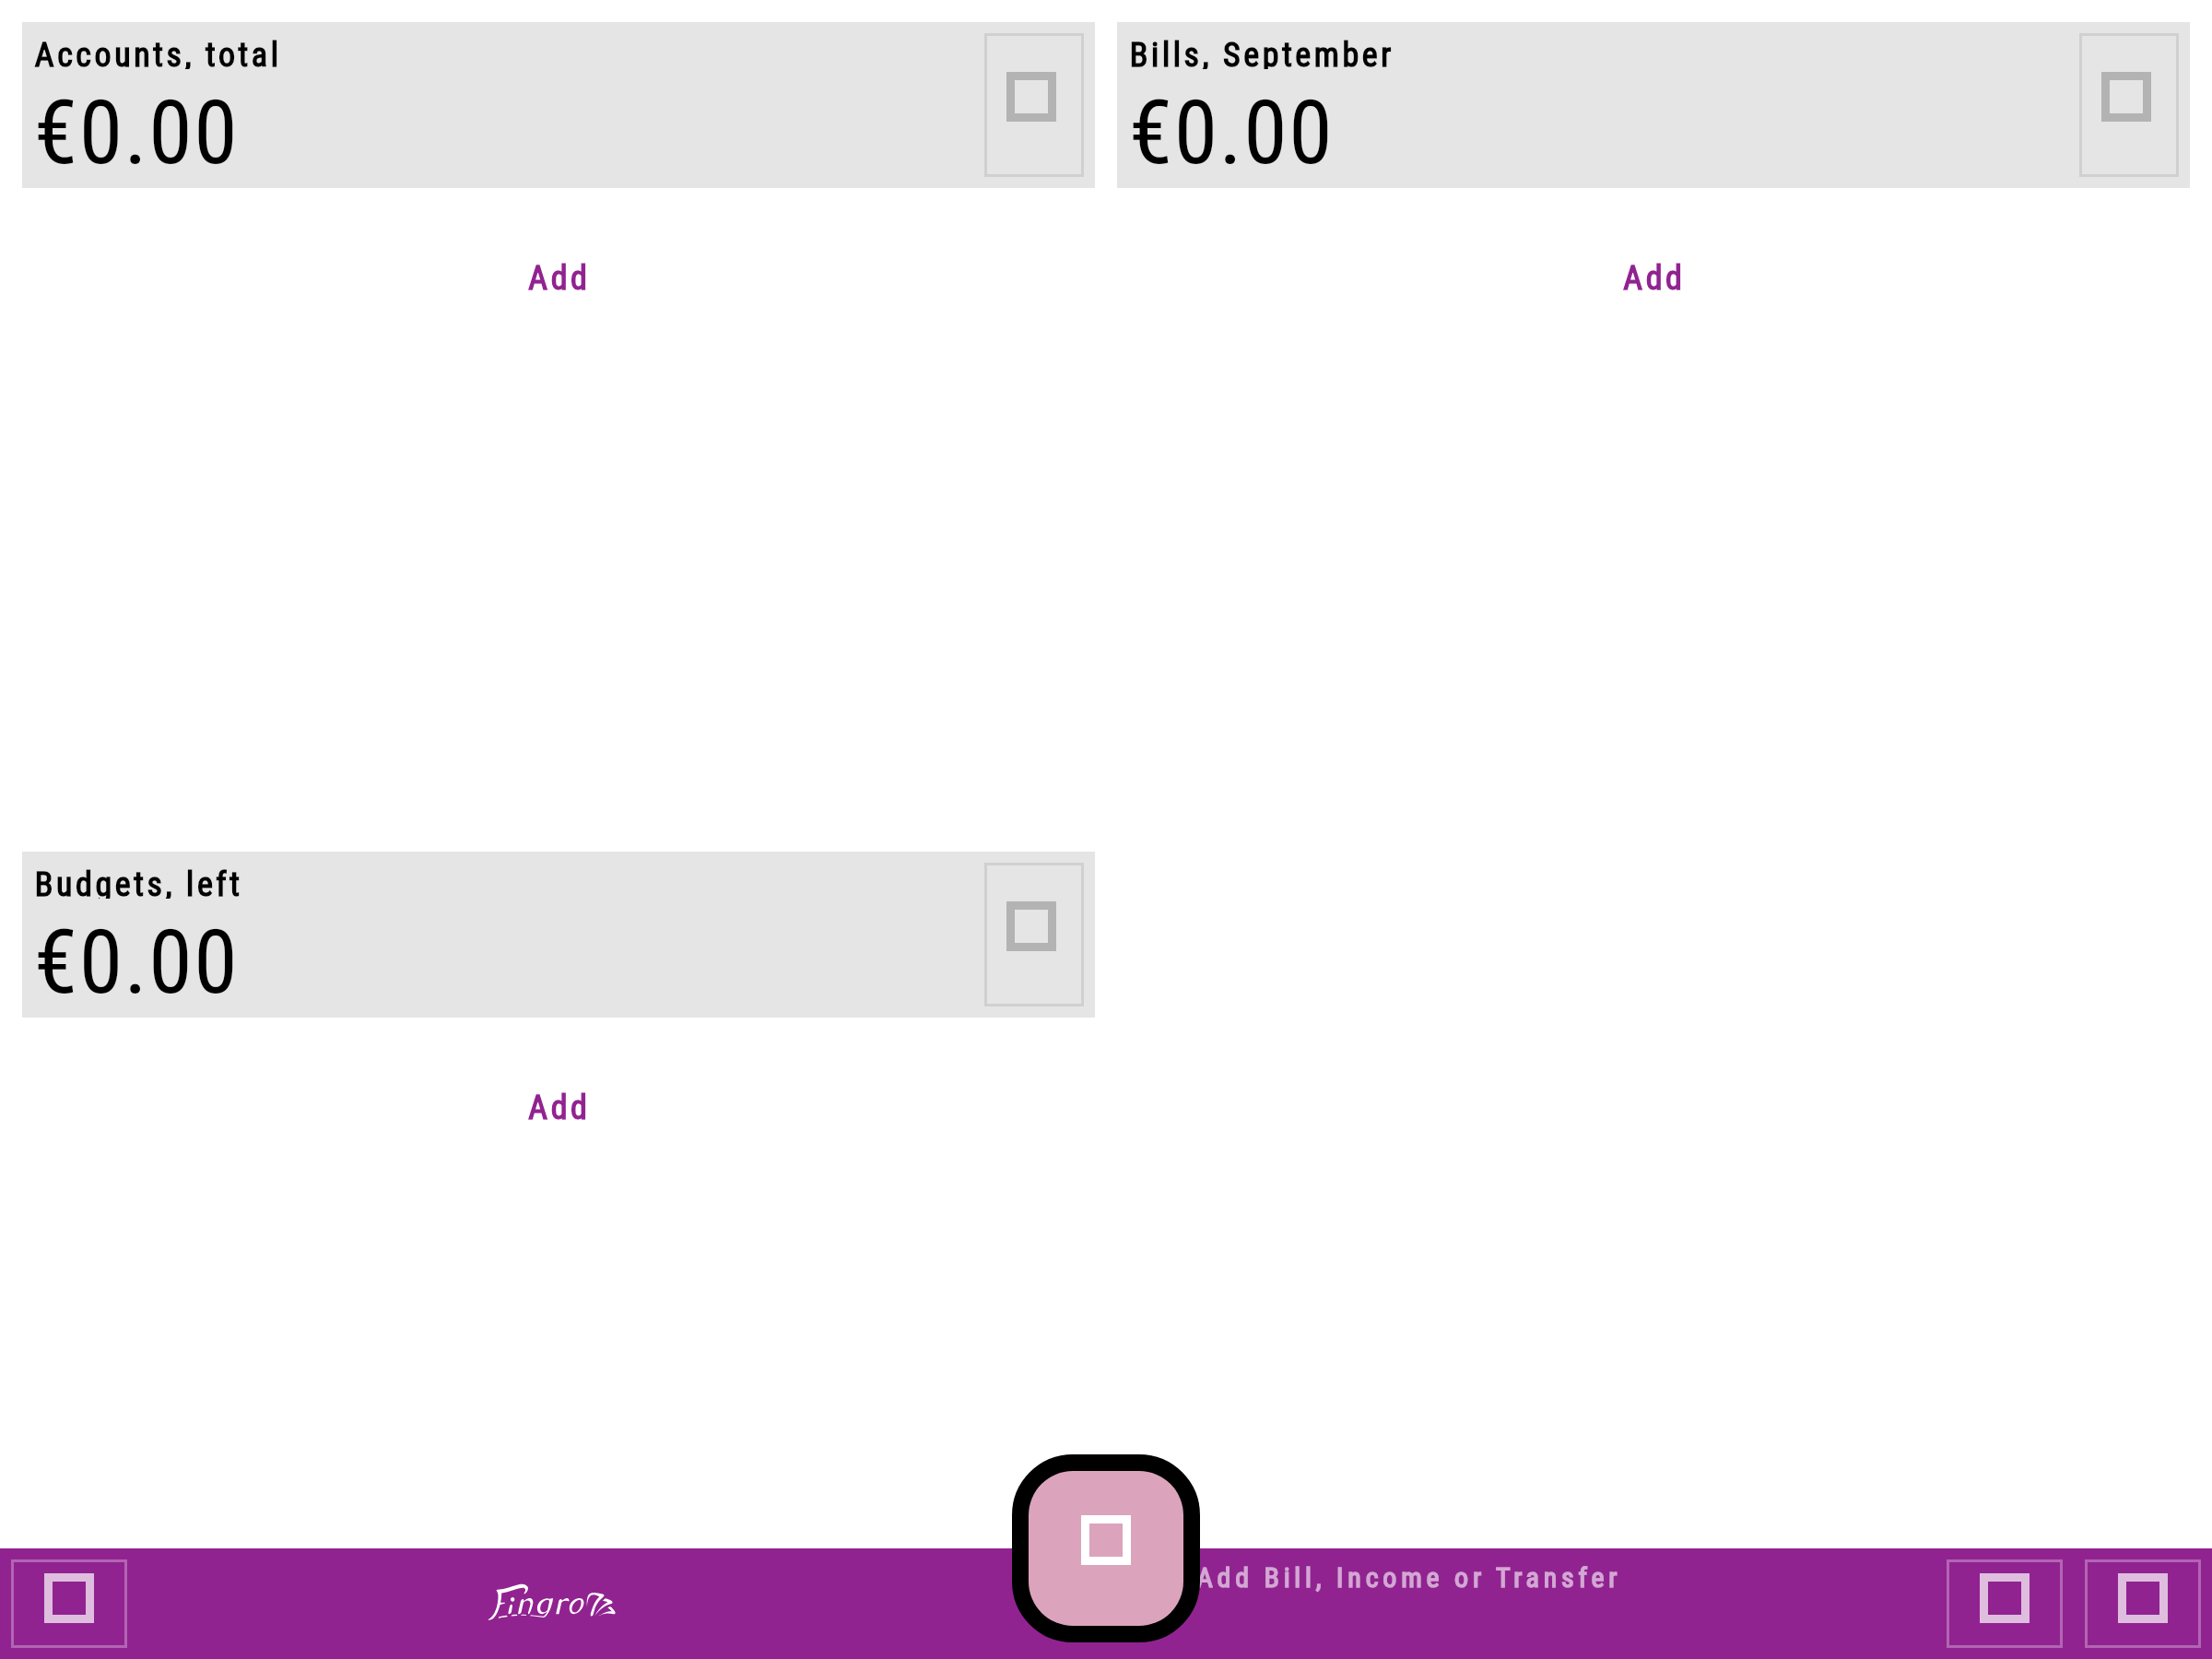 Accounts, total
€0.00
Add
Bills, September
€0.00
Add
Budgets, left
€0.00
Add
Add Bill, Income or Transfer